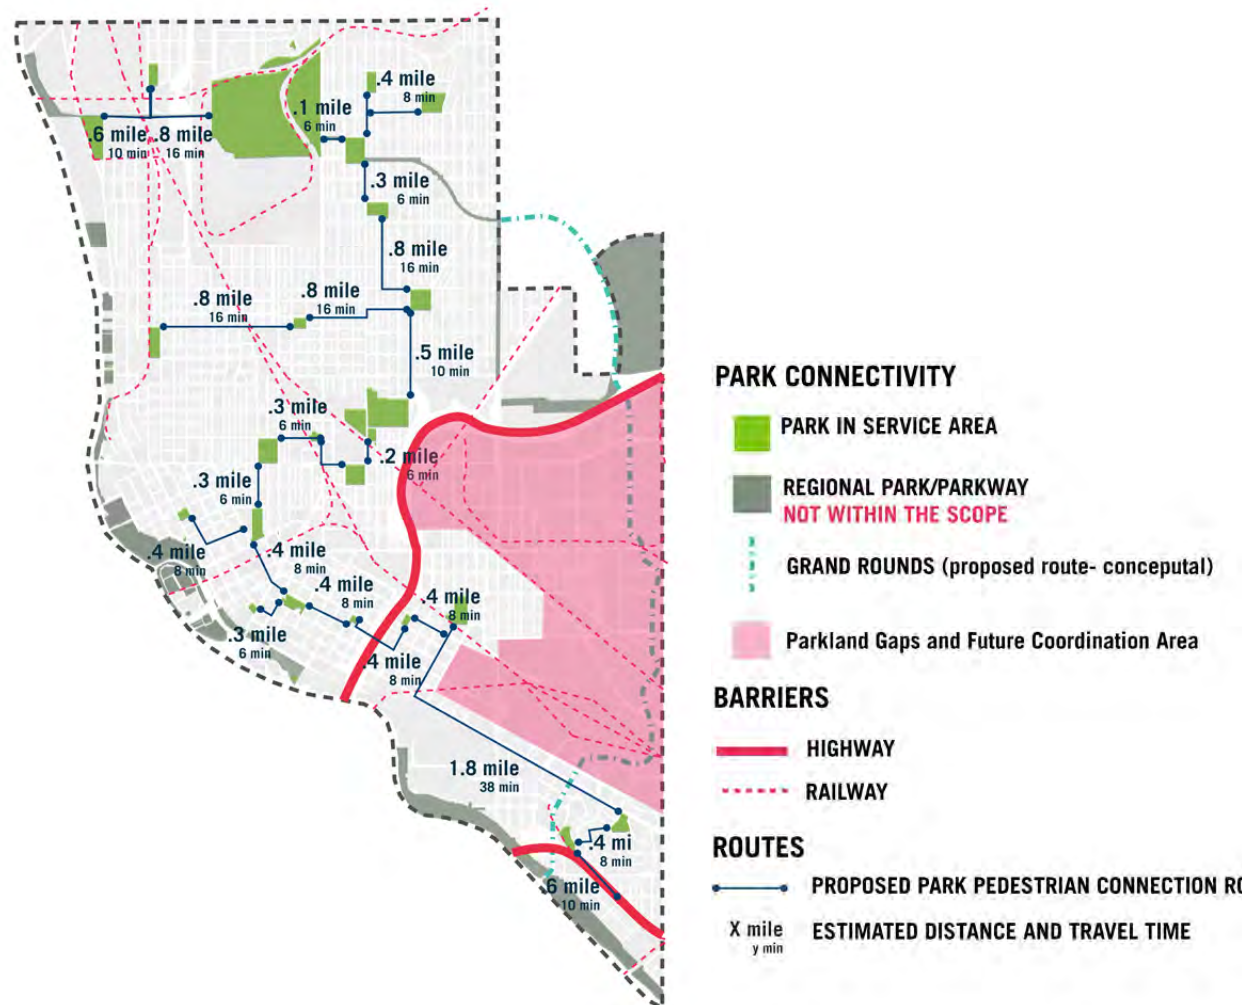 .4 mile
8 min
.1 mile
6 min
.6 mile
10 min
.8 mile
16 min
.3 mile
6 min
.8 mile
16 min
.8 mile
16 min
.8 mile
16 min
.5 mile
10 min
.3 mile
6 min
.2 mile
6 min
.3 mile
6 min
.4 mile
8 min
.4 mile
8 min
.4 mile
8 min
.4 mile
8 min
.3 mile
6 min
.4 mile
8 min
1.8 mile
38 min
.4 mi
8 min
6 mile
10 min
PARK CONNECTIVITY
PARK IN SERVICE AREA
REGIONAL PARK/PARKWAY
NOT WITHIN THE SCOPE
GRAND ROUNDS (proposed route- conceputal)
Parkland Gaps and Future Coordination Area
BARRIERS
HIGHWAY
RAILWAY
ROUTES
PROPOSED PARK PEDESTRIAN CONNECTION
X mile
y min
ESTIMATED DISTANCE AND TRAVEL TIME